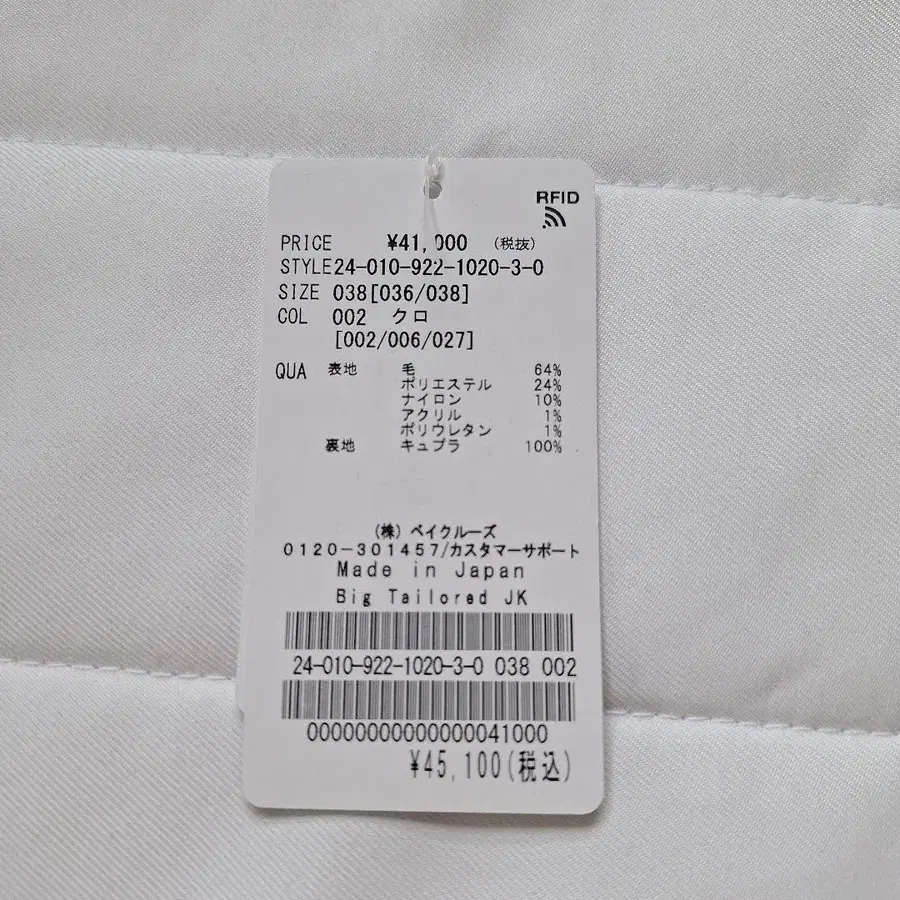 RFID
PRICE ¥41,000 (税抜)
STYLE24-010-922-1020-3-0
SIZE 038[036/038]
COL 002 クロ
[002/006/027]
QUA 表地 毛 64%
ポリエステル 24%
ナイロン 10%
アクリル 1%
ポリウレタン 1%
裏地 キュプラ 100%
(株) ベイクルーズ
0120-301457/カスタマーサポート
Made in Japan
Big Tailored JK
24-010-922-1020-3-0 038 002
00000000000000041000
¥45,100(税込)